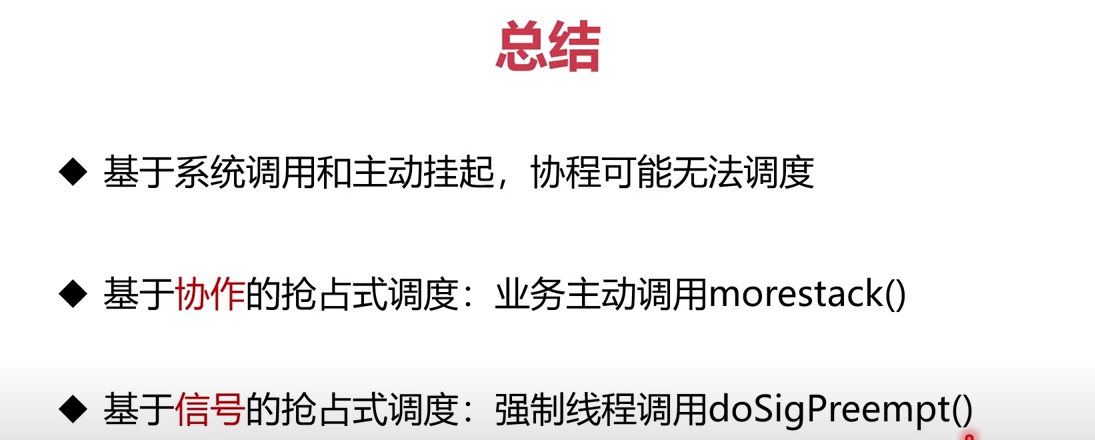 总结
◆ 基于系统调用和主动挂起，协程可能无法调度
◆ 基于协作的抢占式调度：业务主动调用morestack()
◆ 基于信号的抢占式调度：强制线程调用doSigPreempt()